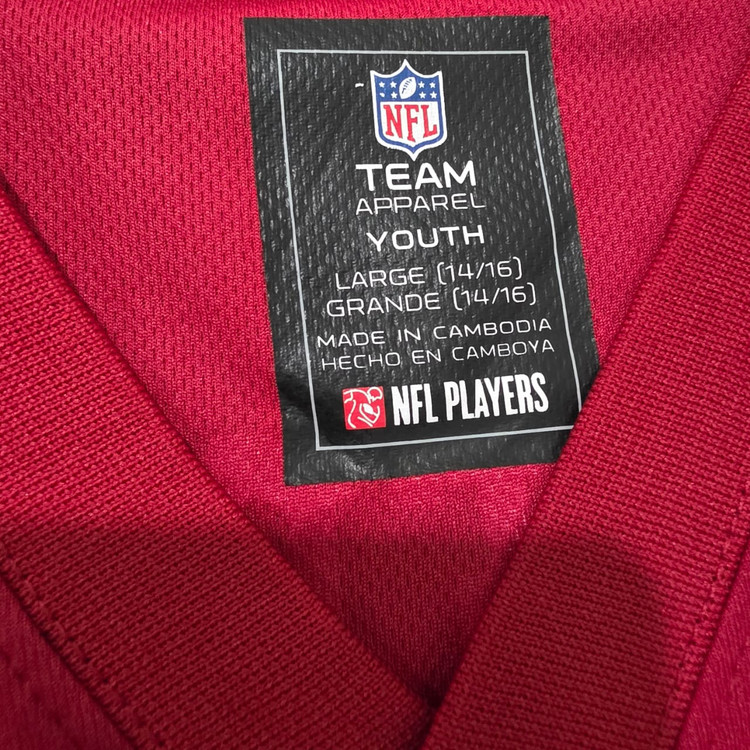 NFL
TEAM
APPAREL
YOUTH
LARGE (14/16)
GRANDE (14/16)
MADE IN CAMBODIA
HECHO EN CAMBOYA
NFL PLAYERS